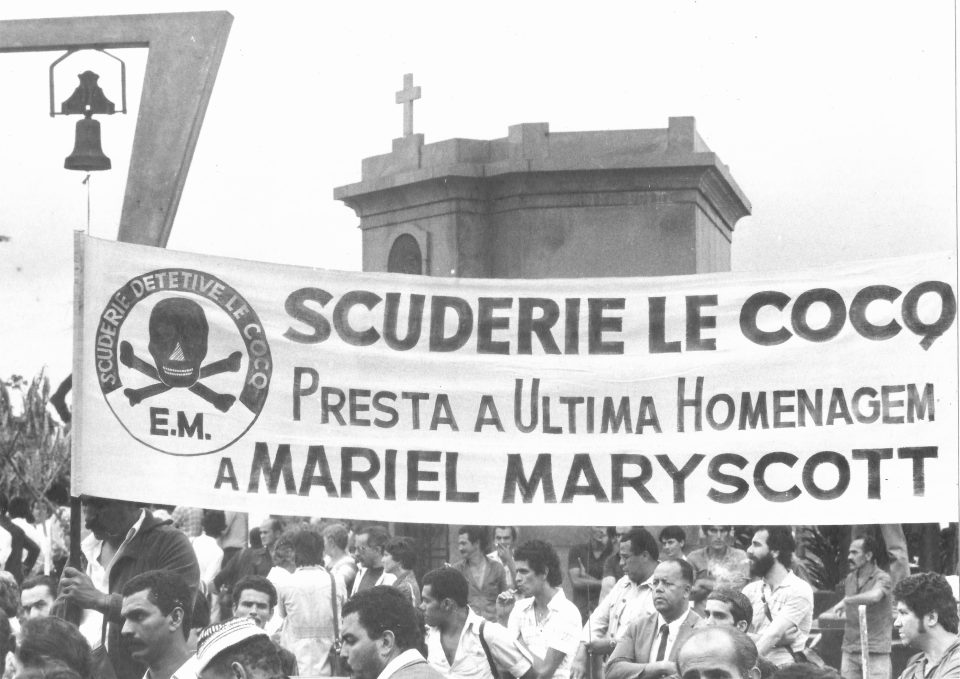 SCUDERIE DETETIVE LE COCQ
E.M.
SCUDERIE LE COCQ
PRESTA A ULTIMA HOMENAGEM
A MARIEL MARYSCOTT